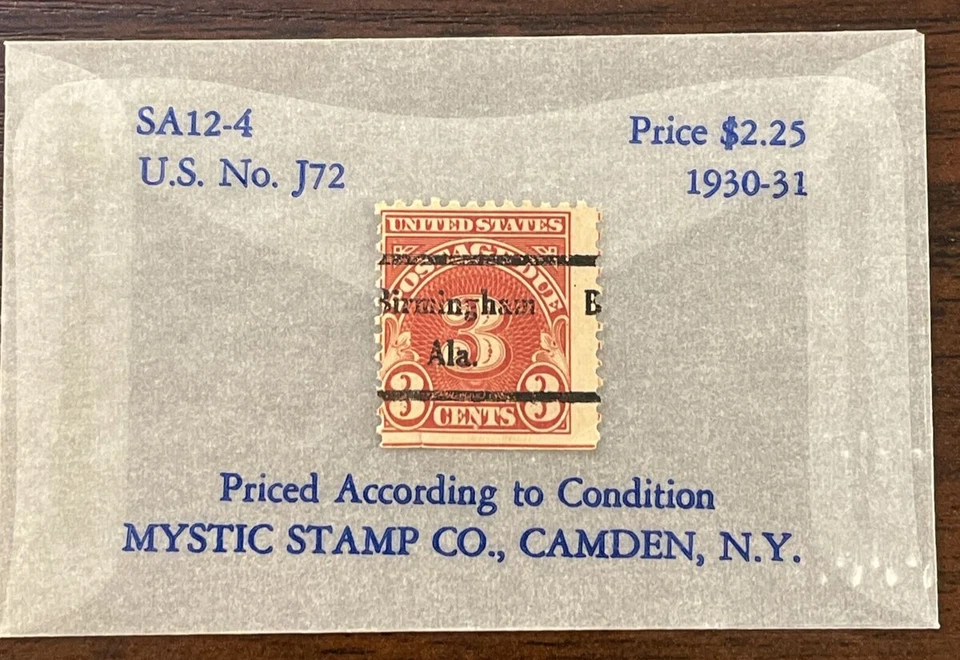 SA12-4
Price $2.25
U.S. No. J72
1930-31
UNITED STATES
POSTAGE DUE
Birmingham B
3
Ala.
3 CENTS 3
Priced According to Condition
MYSTIC STAMP CO., CAMDEN, N.Y.